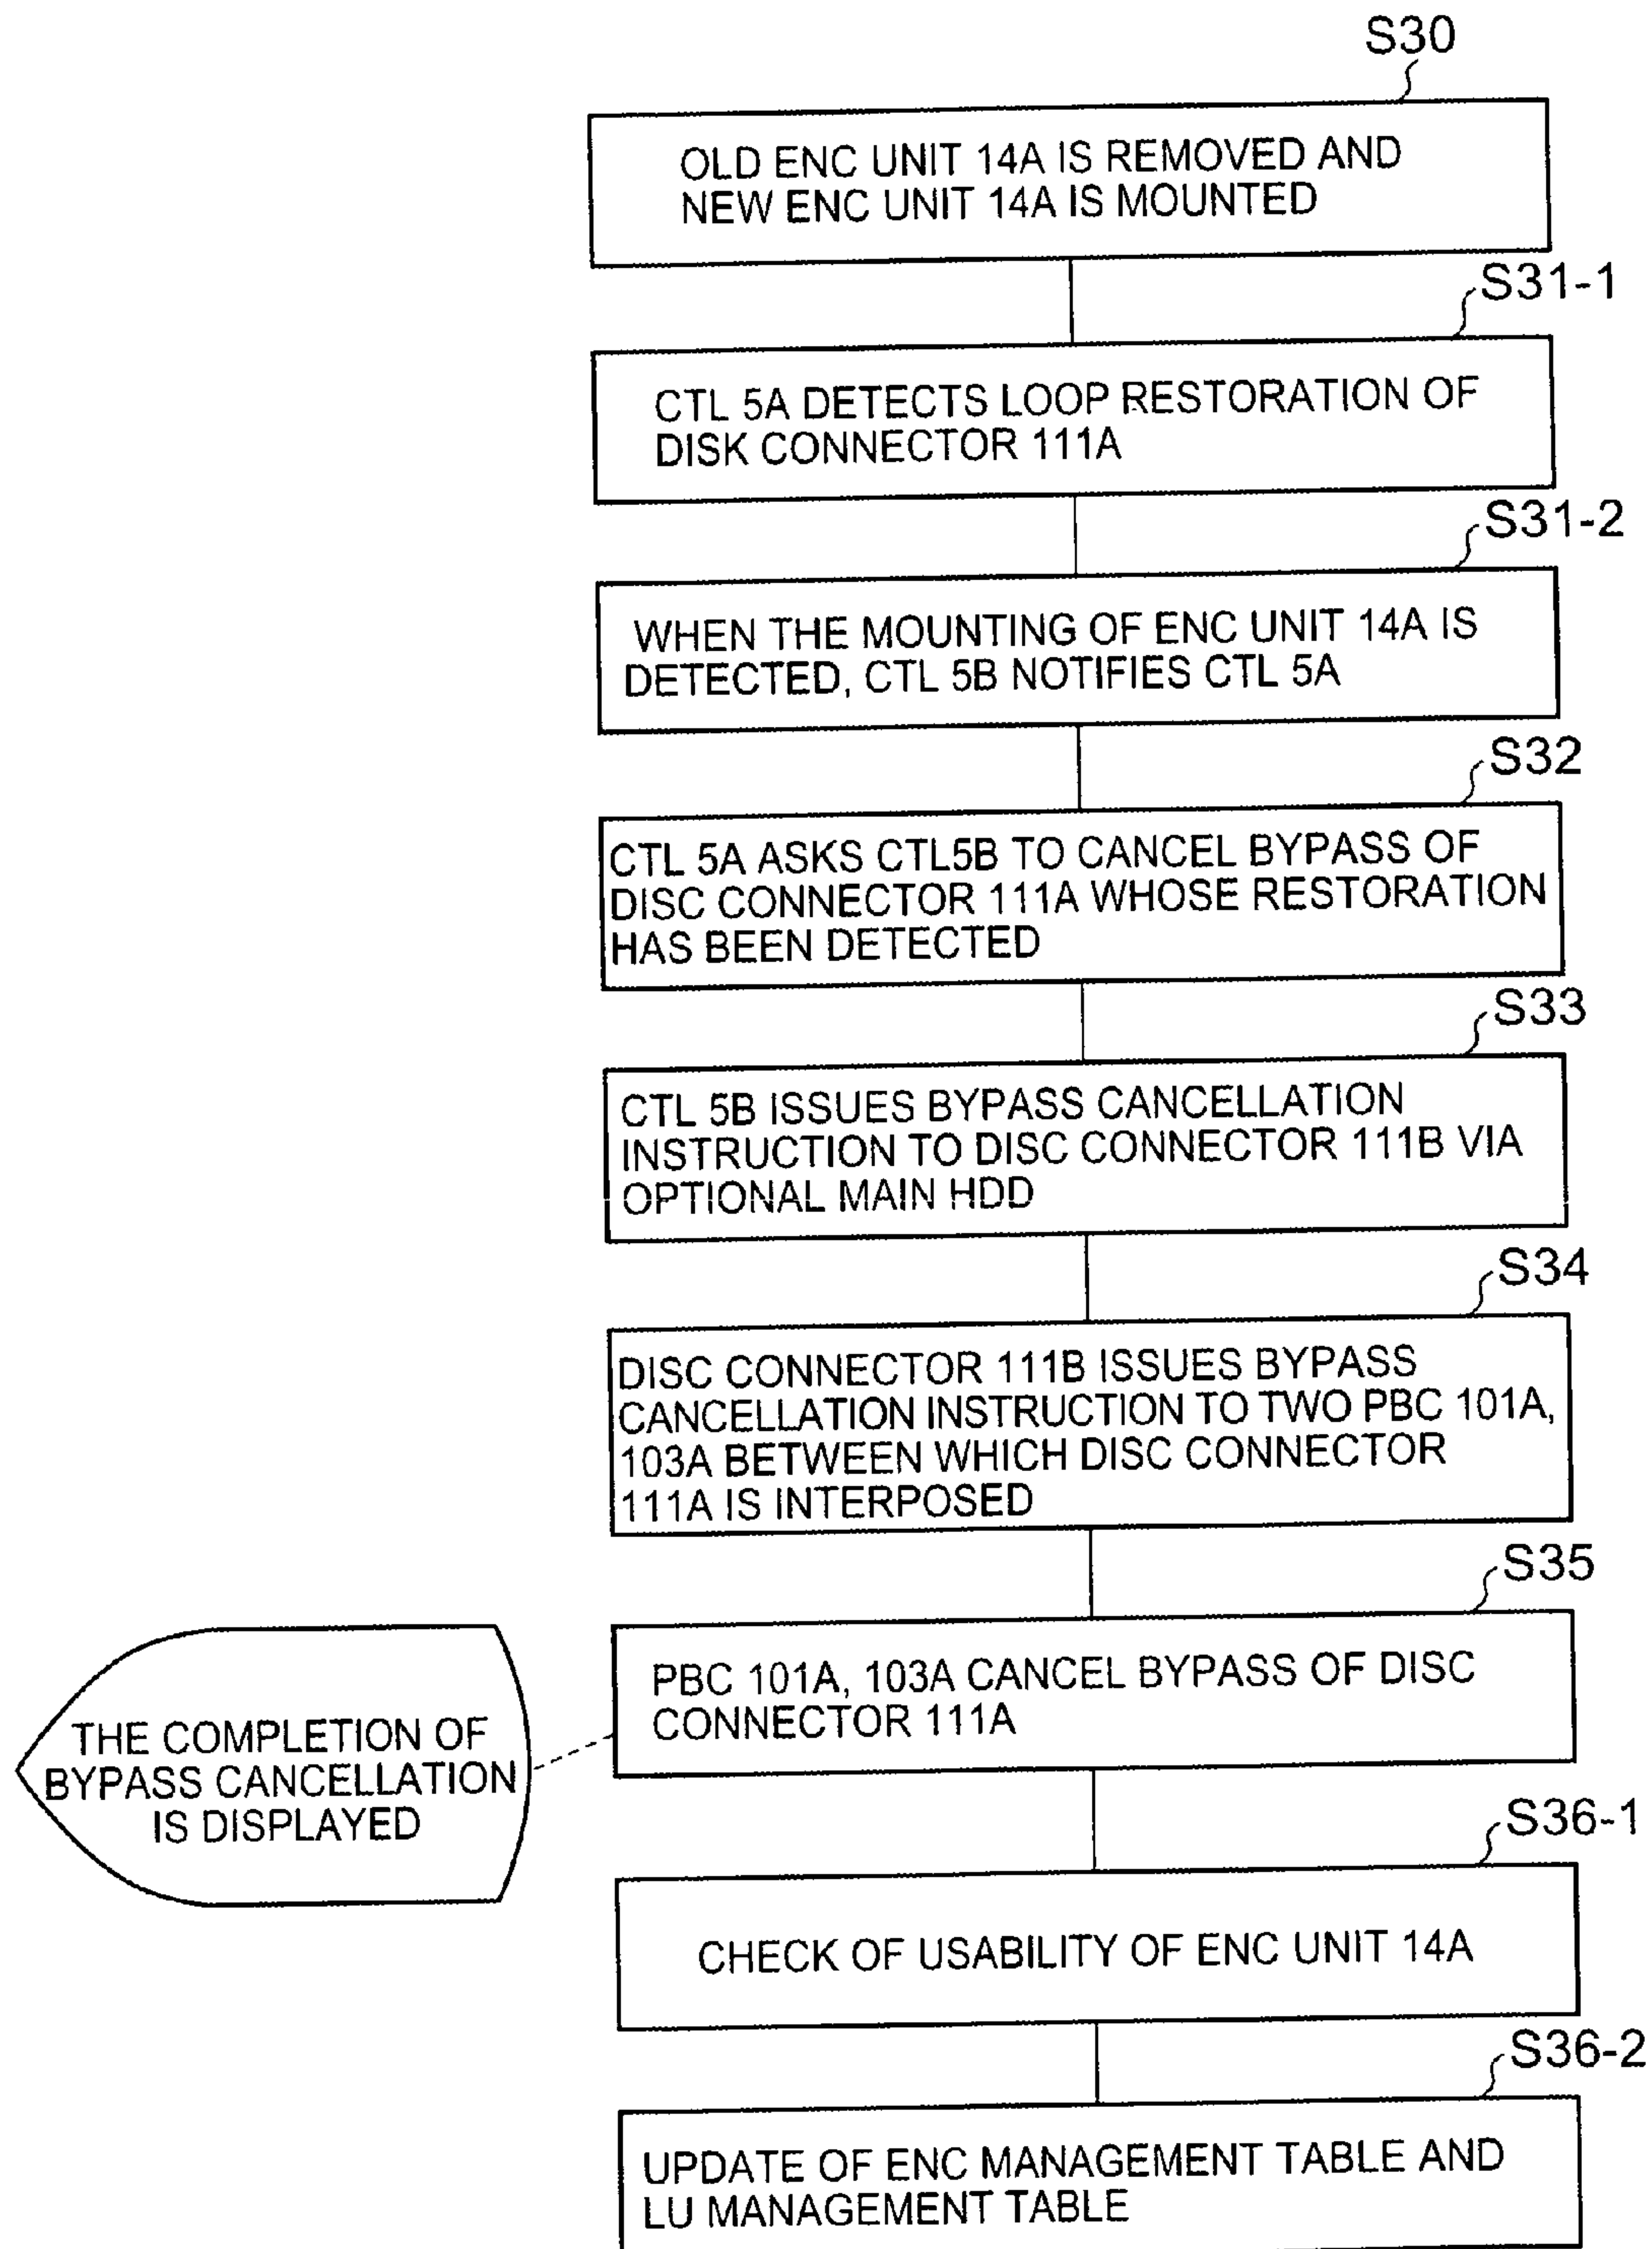 S30
OLD ENC UNIT 14A IS REMOVED AND
NEW ENC UNIT 14A IS MOUNTED
S31-1
CTL 5A DETECTS LOOP RESTORATION OF
DISK CONNECTOR 111A
S31-2
WHEN THE MOUNTING OF ENC UNIT 14A IS
DETECTED, CTL 5B NOTIFIES CTL 5A
S32
CTL 5A ASKS CTL5B TO CANCEL BYPASS OF
DISC CONNECTOR 111A WHOSE RESTORATION
HAS BEEN DETECTED
S33
CTL 5B ISSUES BYPASS CANCELLATION
INSTRUCTION TO DISC CONNECTOR 111B VIA
OPTIONAL MAIN HDD
S34
DISC CONNECTOR 111B ISSUES BYPASS
CANCELLATION INSTRUCTION TO TWO PBC 101A,
103A BETWEEN WHICH DISC CONNECTOR
111A IS INTERPOSED
S35
PBC 101A, 103A CANCEL BYPASS OF DISC
CONNECTOR 111A
THE COMPLETION OF
BYPASS CANCELLATION
IS DISPLAYED
S36-1
CHECK OF USABILITY OF ENC UNIT 14A
S36-2
UPDATE OF ENC MANAGEMENT TABLE AND
LU MANAGEMENT TABLE